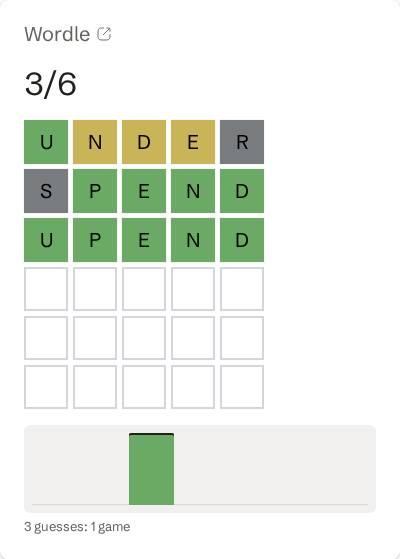 Wordle
3/6
U N D E R
S P E N D
U P E N D
3 guesses: 1 game